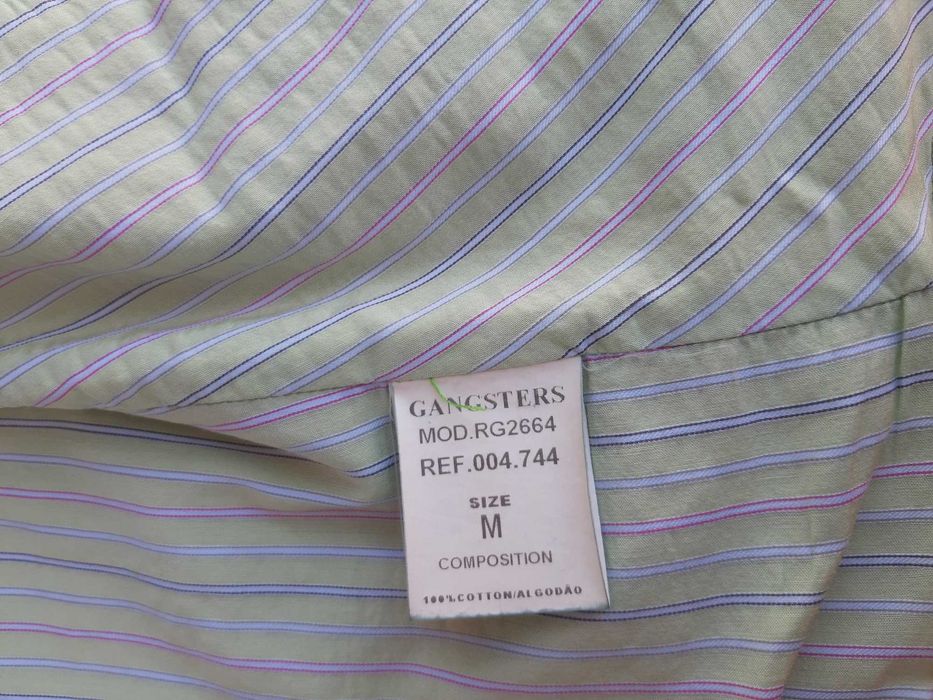 GANGSTERS
MOD.RG2664
REF.004.744
SIZE
M
COMPOSITION
100%COTTON/ALGODÃO